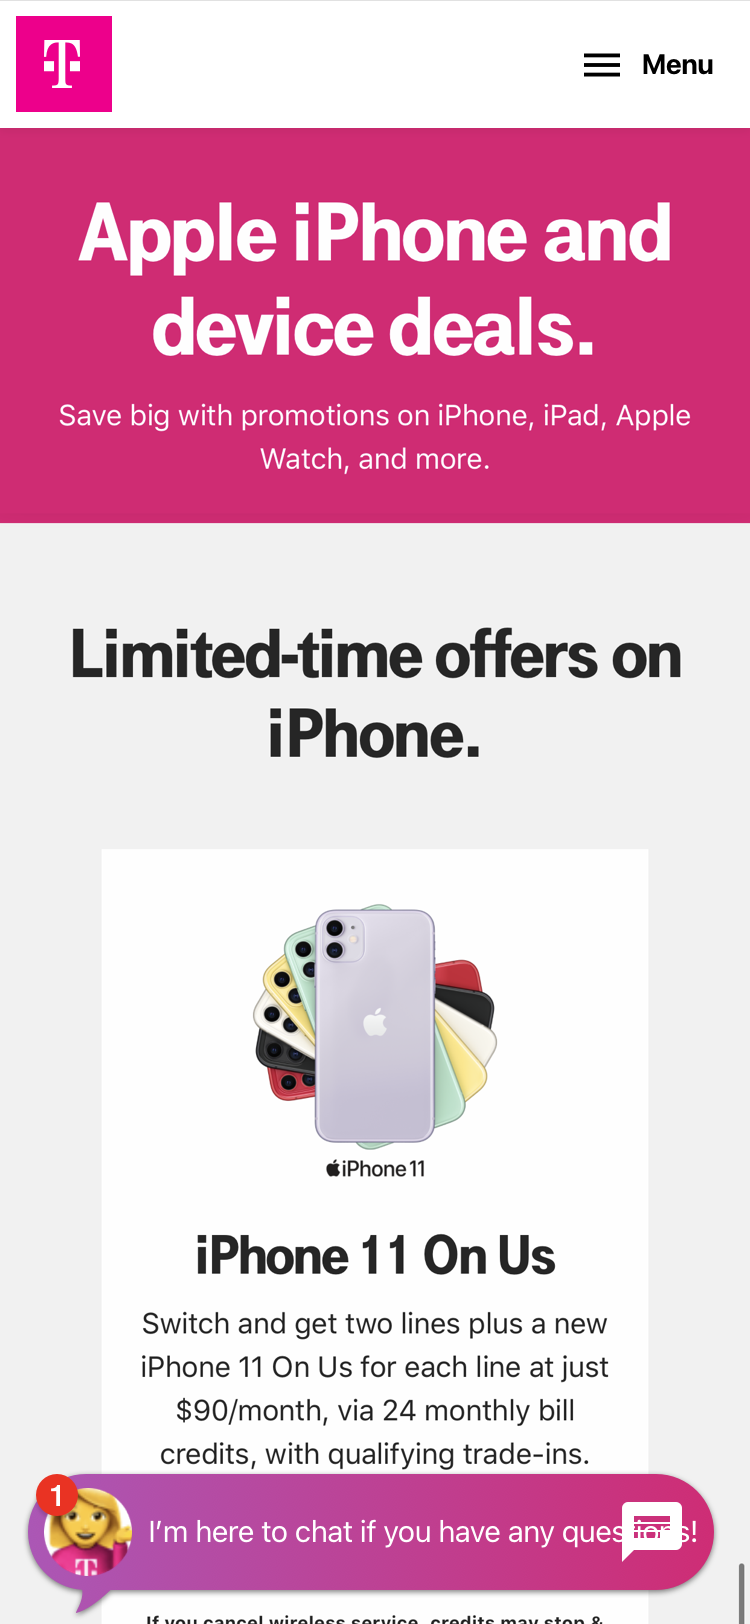 T
Menu
Apple iPhone and
device deals.
Save big with promotions on iPhone, iPad, Apple
Watch, and more.
Limited-time offers on
iPhone.
iPhone 11
iPhone 11 On Us
Switch and get two lines plus a new
iPhone 11 On Us for each line at just
$90/month, via 24 monthly bill
credits, with qualifying trade-ins.
1
I'm here to chat if you have any questions!
T
If you cancel wireless service, credits may stop &